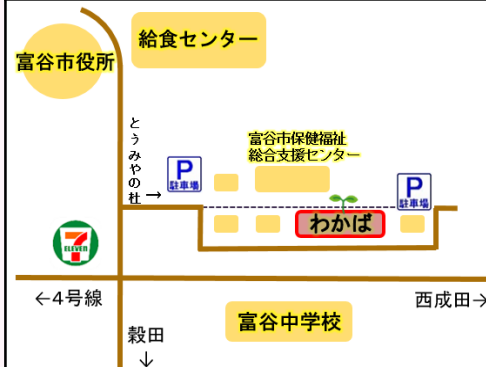 給食センター
富谷市役所
とうみやの杜
→
富谷市保健福祉
総合支援センター
P
駐車場
P
駐車場
わかば
7
ELEVEN
←4号線
西成田→
富谷中学校
穀田
↓